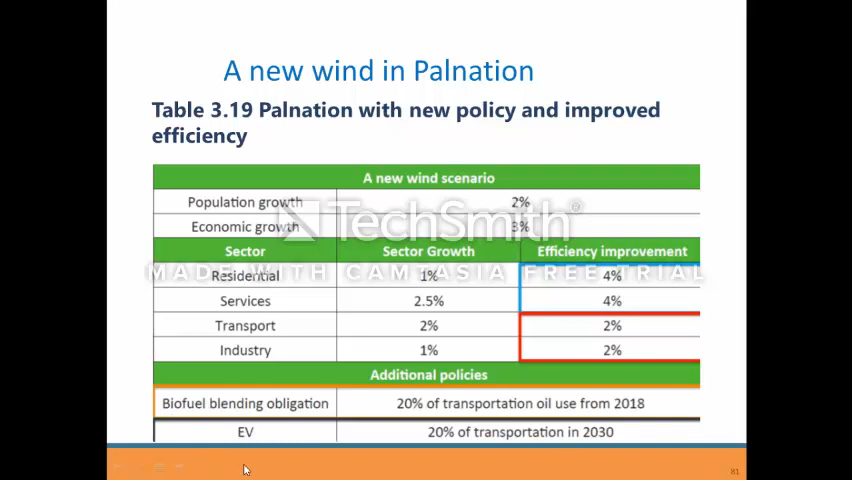 A new wind in Palnation
Table 3.19 Palnation with new policy and improved
efficiency
A new wind scenario
Population growth 2%
Economic growth 3%
TechSmith®
Sector Sector Growth Efficiency improvement
MADE WITH CAMTASIA FREE TRIAL
Residential 1% 4%
Services 2.5% 4%
Transport 2% 2%
Industry 1% 2%
Additional policies
Biofuel blending obligation 20% of transportation oil use from 2018
EV 20% of transportation in 2030
81